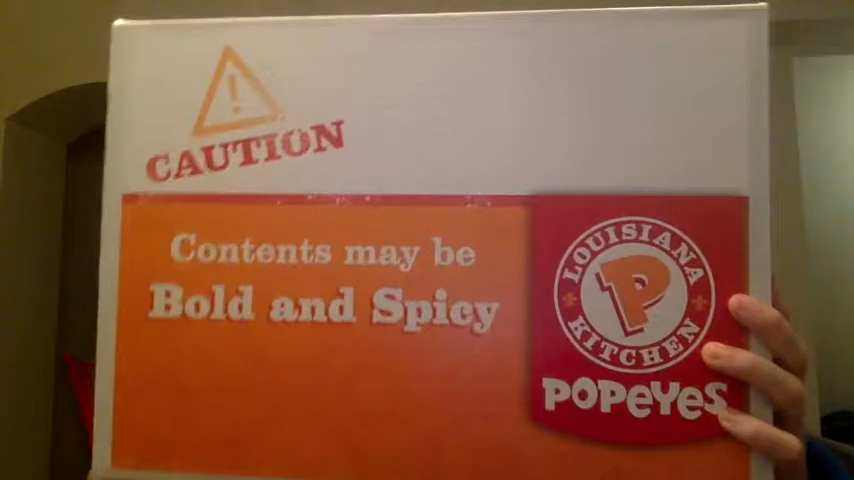 !
CAUTION
Contents may be
Bold and Spicy
LOUISIANA
P
KITCHEN
POPEYES